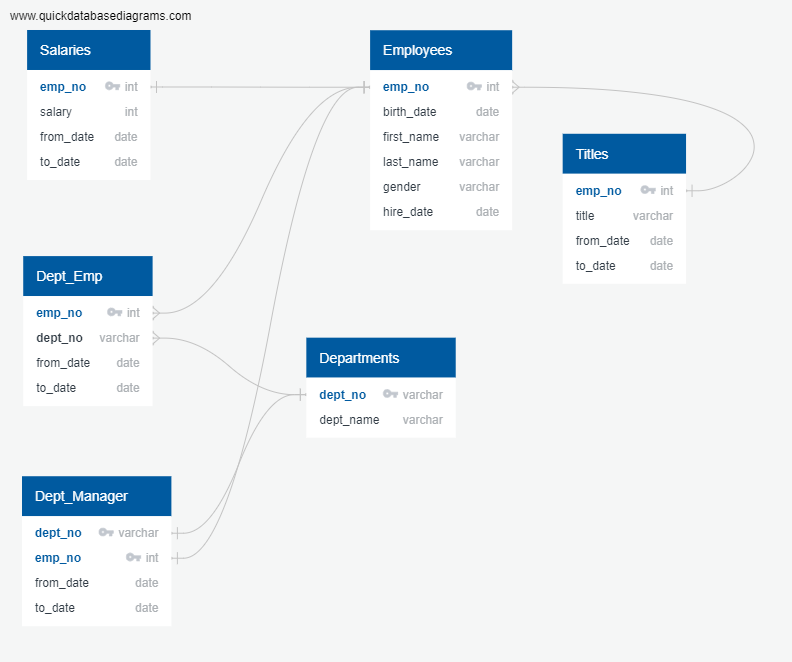 www.quickdatabasediagrams.com
Salaries
emp_no int
salary int
from_date date
to_date date
Employees
emp_no int
birth_date date
first_name varchar
last_name varchar
gender varchar
hire_date date
Titles
emp_no int
title varchar
from_date date
to_date date
Dept_Emp
emp_no int
dept_no varchar
from_date date
to_date date
Departments
dept_no varchar
dept_name varchar
Dept_Manager
dept_no varchar
emp_no int
from_date date
to_date date